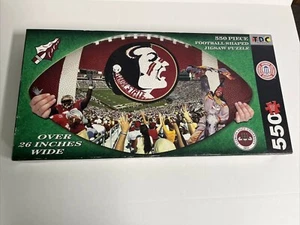 550 PIECE
FOOTBALL SHAPED
JIGSAW PUZZLE
TDC
OVER
26 INCHES
WIDE
550